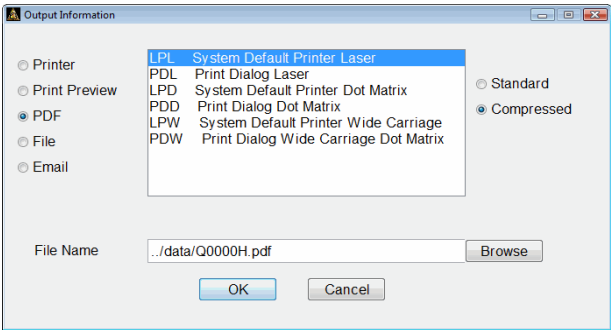 Output Information
Printer
Print Preview
PDF
File
Email
LPL System Default Printer Laser
PDL Print Dialog Laser
LPD System Default Printer Dot Matrix
PDD Print Dialog Dot Matrix
LPW System Default Printer Wide Carriage
PDW Print Dialog Wide Carriage Dot Matrix
Standard
Compressed
File Name ../data/Q0000H.pdf Browse
OK Cancel